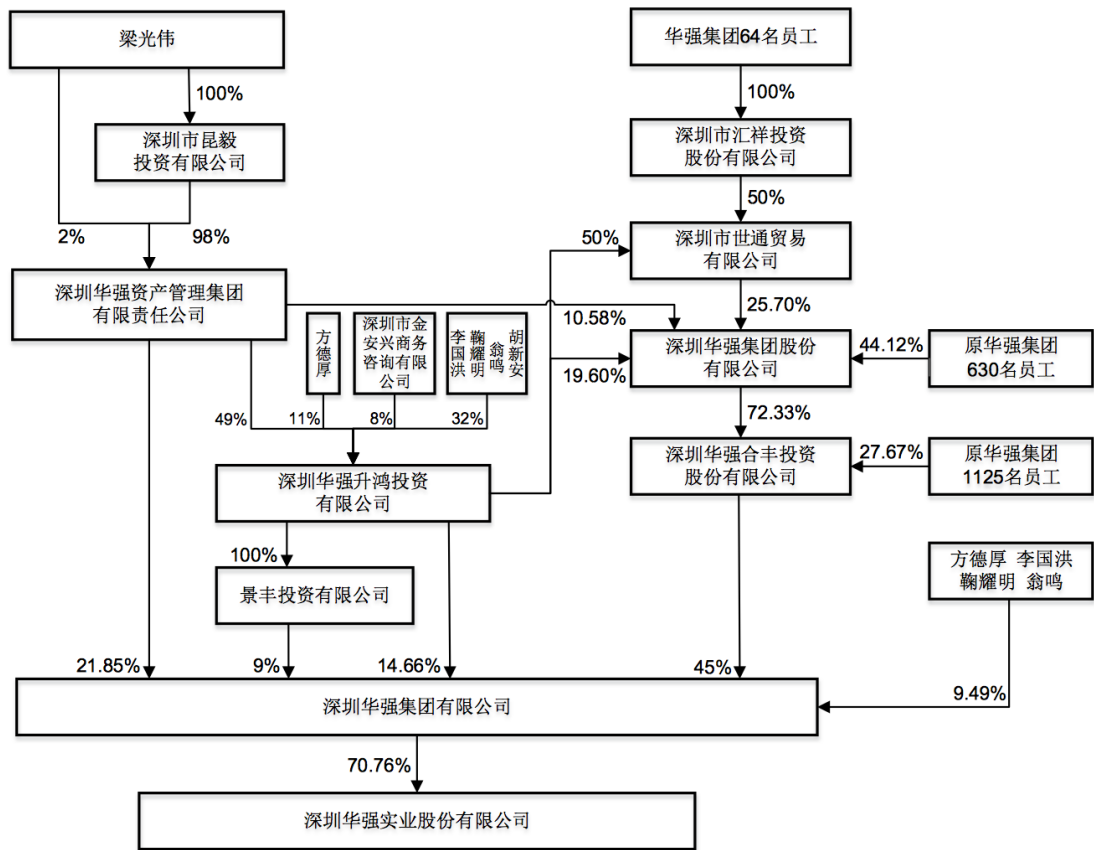 梁光伟
华强集团64名员工
100%
100%
深圳市昆毅
投资有限公司
深圳市汇祥投资
股份有限公司
50%
2%
98%
50%
深圳市世通贸易
有限公司
深圳华强资产管理集团
有限责任公司
25.70%
10.58%
方德厚
深圳市金
安兴商务
咨询有限
公司
李国洪
鞠耀明
翁鸣
胡新安
深圳华强集团股份
有限公司
44.12%
原华强集团
630名员工
19.60%
49%
11%
8%
32%
72.33%
深圳华强合丰投资
股份有限公司
27.67%
原华强集团
1125名员工
深圳华强升鸿投资
有限公司
100%
景丰投资有限公司
方德厚 李国洪
鞠耀明 翁鸣
21.85%
9%
14.66%
45%
9.49%
深圳华强集团有限公司
70.76%
深圳华强实业股份有限公司